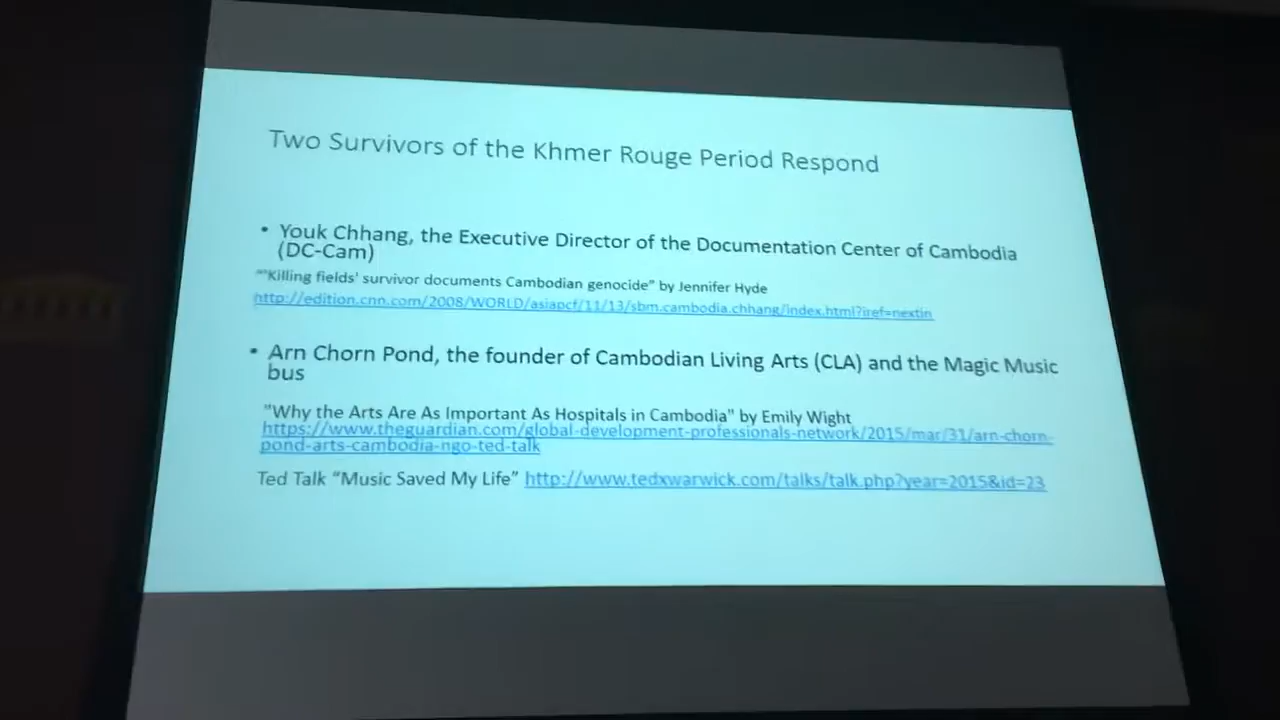 Two Survivors of the Khmer Rouge Period Respond
• Youk Chhang, the Executive Director of the Documentation Center of Cambodia
(DC-Cam)
"'Killing fields' survivor documents Cambodian genocide" by Jennifer Hyde
http://edition.cnn.com/2008/WORLD/asiapcf/11/13/sbm.cambodia.chhang/index.html?iref=nextin
• Arn Chorn Pond, the founder of Cambodian Living Arts (CLA) and the Magic Music
bus
"Why the Arts Are As Important As Hospitals in Cambodia" by Emily Wight
https://www.theguardian.com/global-development-professionals-network/2015/mar/31/arn-chorn-
pond-arts-cambodia-ngo-ted-talk
Ted Talk “Music Saved My Life” http://www.tedxwarwick.com/talks/talk.php?year=2015&id=23